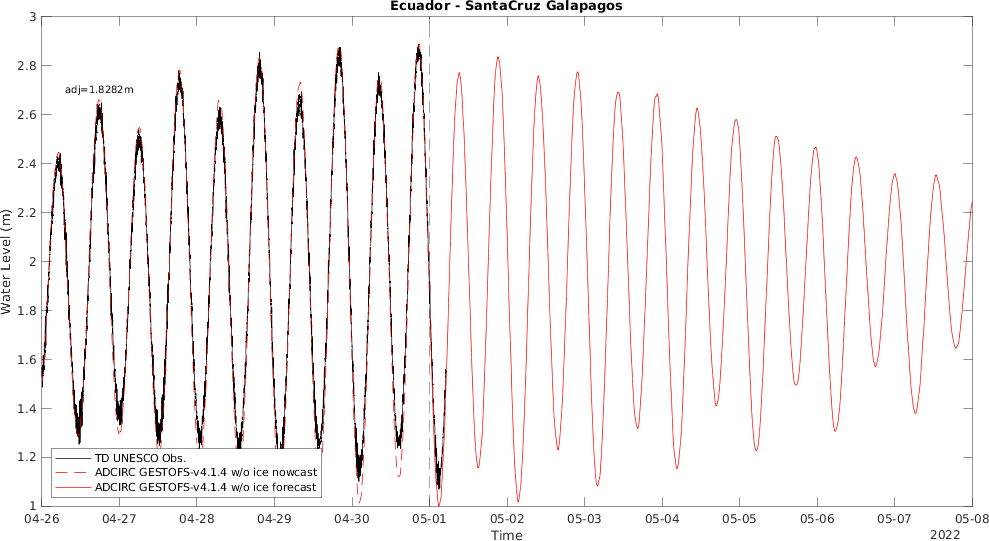 Ecuador - SantaCruz Galapagos
3
2.8
2.6
2.4
2.2
2
1.8
1.6
1.4
1.2
1
Water Level (m)
adj=1.8282m
TD UNESCO Obs.
ADCIRC GESTOFS-v4.1.4 w/o ice nowcast
ADCIRC GESTOFS-v4.1.4 w/o ice forecast
04-26 04-27 04-28 04-29 04-30 05-01 05-02 05-03 05-04 05-05 05-06 05-07 05-08
Time
2022